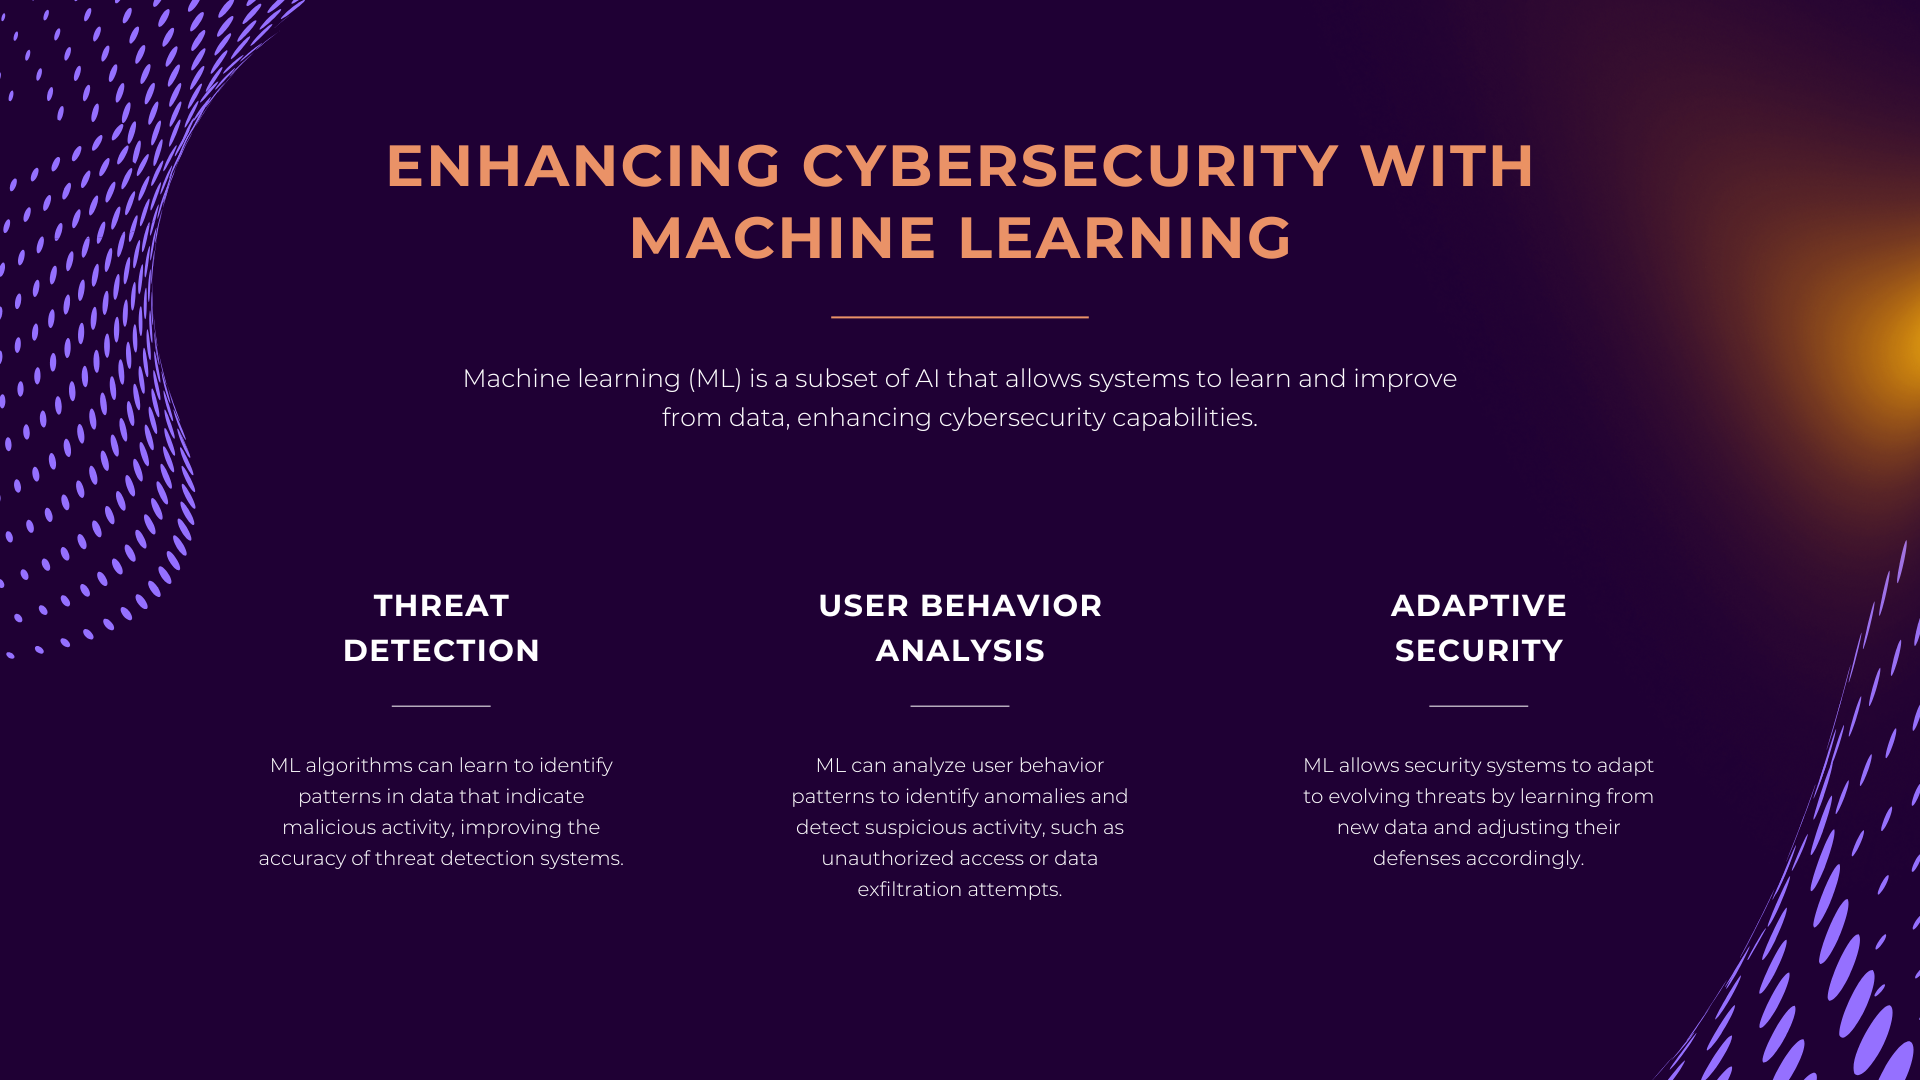 ENHANCING CYBERSECURITY WITH
MACHINE LEARNING
Machine learning (ML) is a subset of AI that allows systems to learn and improve
from data, enhancing cybersecurity capabilities.
THREAT
DETECTION
ML algorithms can learn to identify
patterns in data that indicate
malicious activity, improving the
accuracy of threat detection systems.
USER BEHAVIOR
ANALYSIS
ML can analyze user behavior
patterns to identify anomalies and
detect suspicious activity, such as
unauthorized access or data
exfiltration attempts.
ADAPTIVE
SECURITY
ML allows security systems to adapt
to evolving threats by learning from
new data and adjusting their
defenses accordingly.